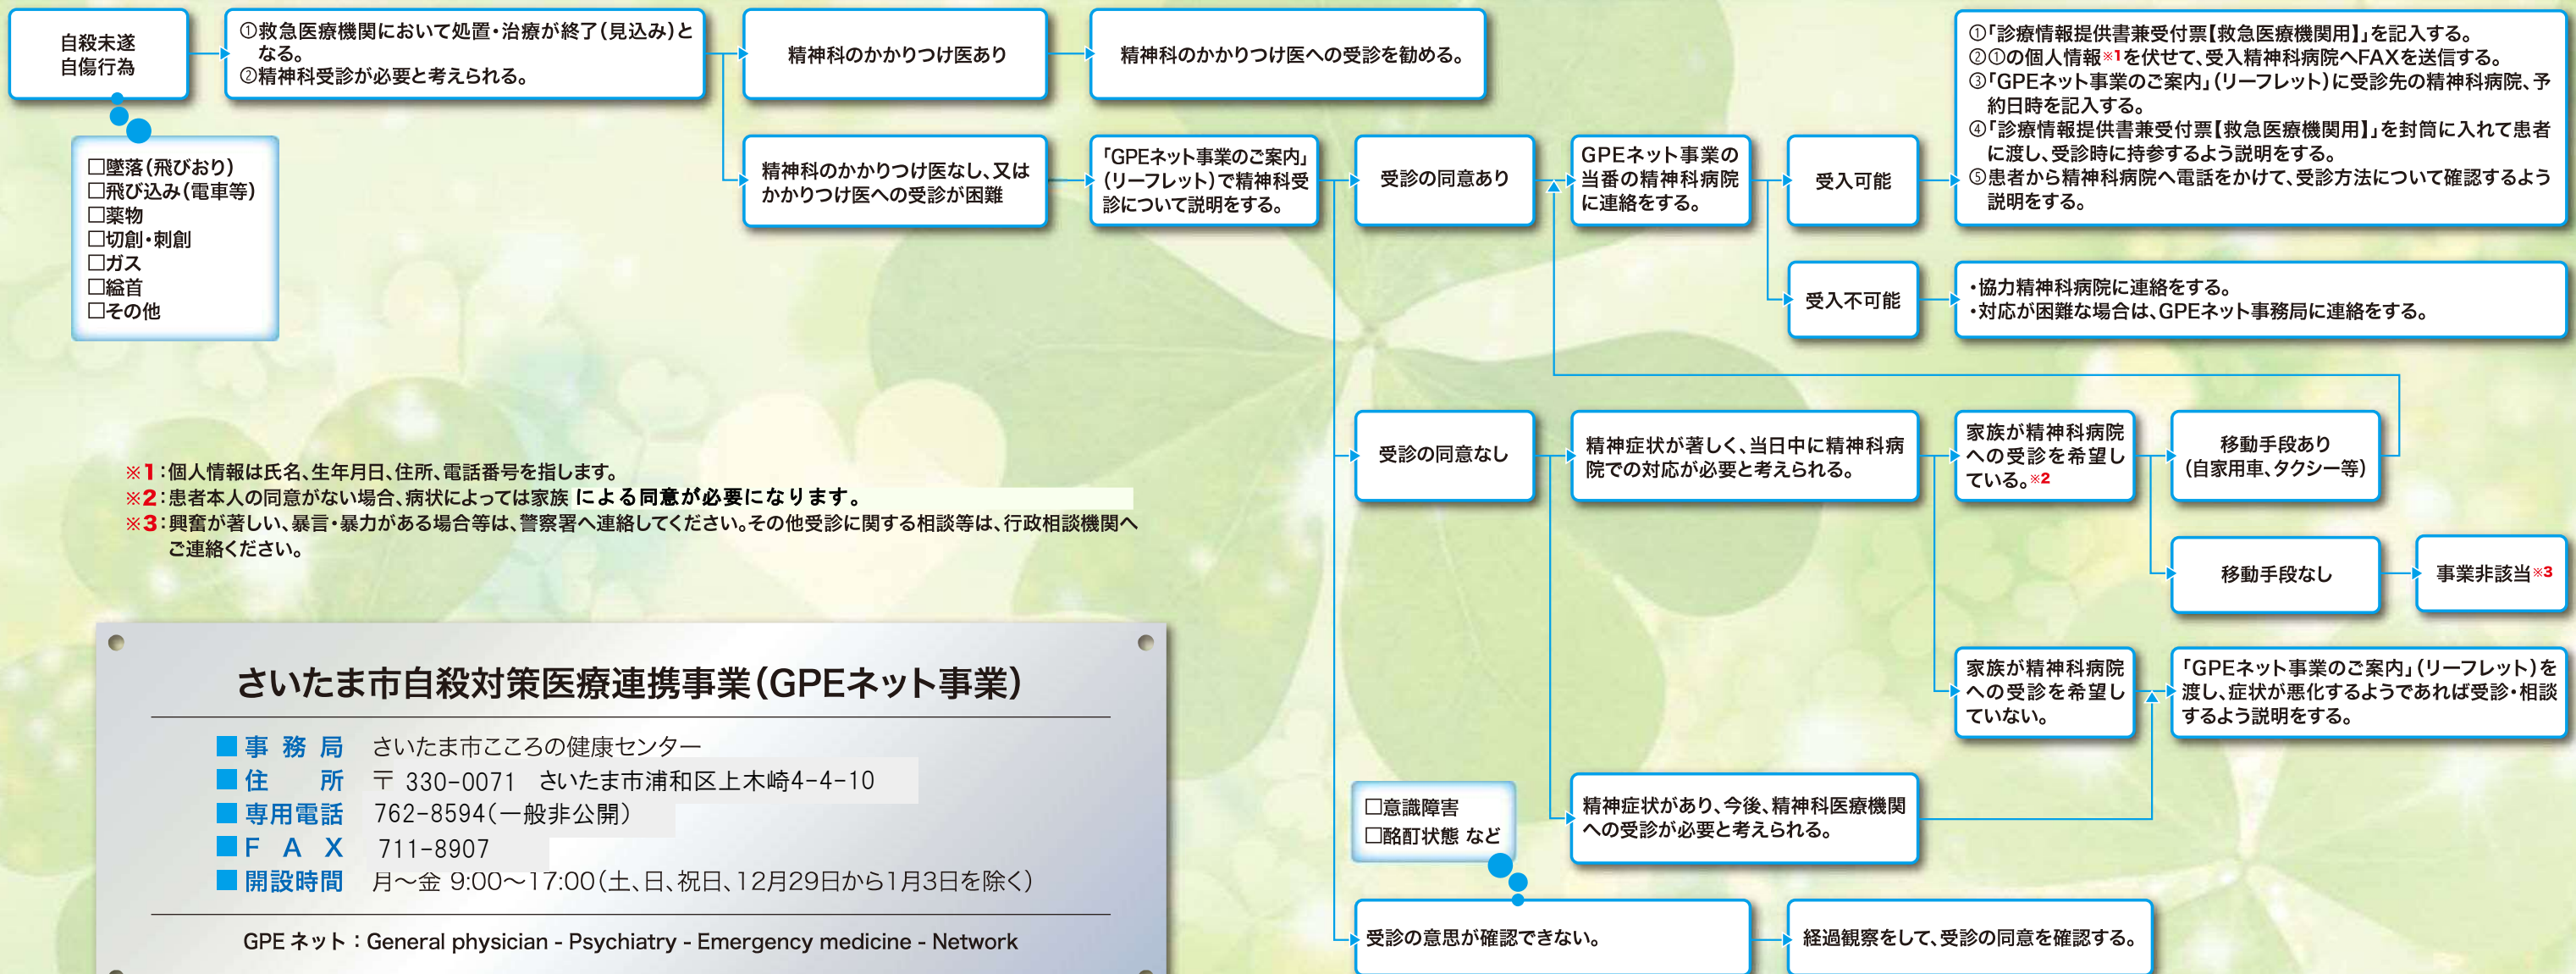 自殺未遂
自傷行為
□墜落(飛びおり)
□飛び込み(電車等)
□薬物
□切創・刺創
□ガス
□縊首
□その他
①救急医療機関において処置・治療が終了(見込み)と
なる。
②精神科受診が必要と考えられる。
精神科のかかりつけ医あり
精神科のかかりつけ医への受診を勧める。
精神科のかかりつけ医なし、又は
かかりつけ医への受診が困難
「GPEネット事業のご案内」
(リーフレット)で精神科受
診について説明をする。
受診の同意あり
GPEネット事業の
当番の精神科病院
に連絡をする。
受入可能
①「診療情報提供書兼受付票【救急医療機関用】」を記入する。
②①の個人情報※1を伏せて、受入精神科病院へFAXを送信する。
③「GPEネット事業のご案内」(リーフレット)に受診先の精神科病院、予
約日時を記入する。
④「診療情報提供書兼受付票【救急医療機関用】」を封筒に入れて患者
に渡し、受診時に持参するよう説明をする。
⑤患者から精神科病院へ電話をかけて、受診方法について確認するよう
説明をする。
受入不可能
・協力精神科病院に連絡をする。
・対応が困難な場合は、GPEネット事務局に連絡をする。
受診の同意なし
精神症状が著しく、当日中に精神科病
院での対応が必要と考えられる。
家族が精神科病院
への受診を希望し
ている。※2
移動手段あり
(自家用車、タクシー等)
移動手段なし
事業非該当※3
家族が精神科病院
への受診を希望し
ていない。
「GPEネット事業のご案内」(リーフレット)を
渡し、症状が悪化するようであれば受診・相談
するよう説明をする。
精神症状があり、今後、精神科医療機関
への受診が必要と考えられる。
□意識障害
□酩酊状態 など
受診の意思が確認できない。
経過観察をして、受診の同意を確認する。
※1:個人情報は氏名、生年月日、住所、電話番号を指します。
※2:患者本人の同意がない場合、病状によっては家族 による同意が必要になります。
※3:興奮が著しい、暴言・暴力がある場合等は、警察署へ連絡してください。その他受診に関する相談等は、行政相談機関へ
ご連絡ください。
さいたま市自殺対策医療連携事業(GPEネット事業)
■事務局 さいたま市こころの健康センター
■住所 〒330-0071 さいたま市浦和区上木崎4-4-10
■専用電話 762-8594(一般非公開)
■FAX 711-8907
■開設時間 月〜金 9:00〜17:00(土、日、祝日、12月29日から1月3日を除く)
GPE ネット:General physician - Psychiatry - Emergency medicine - Network